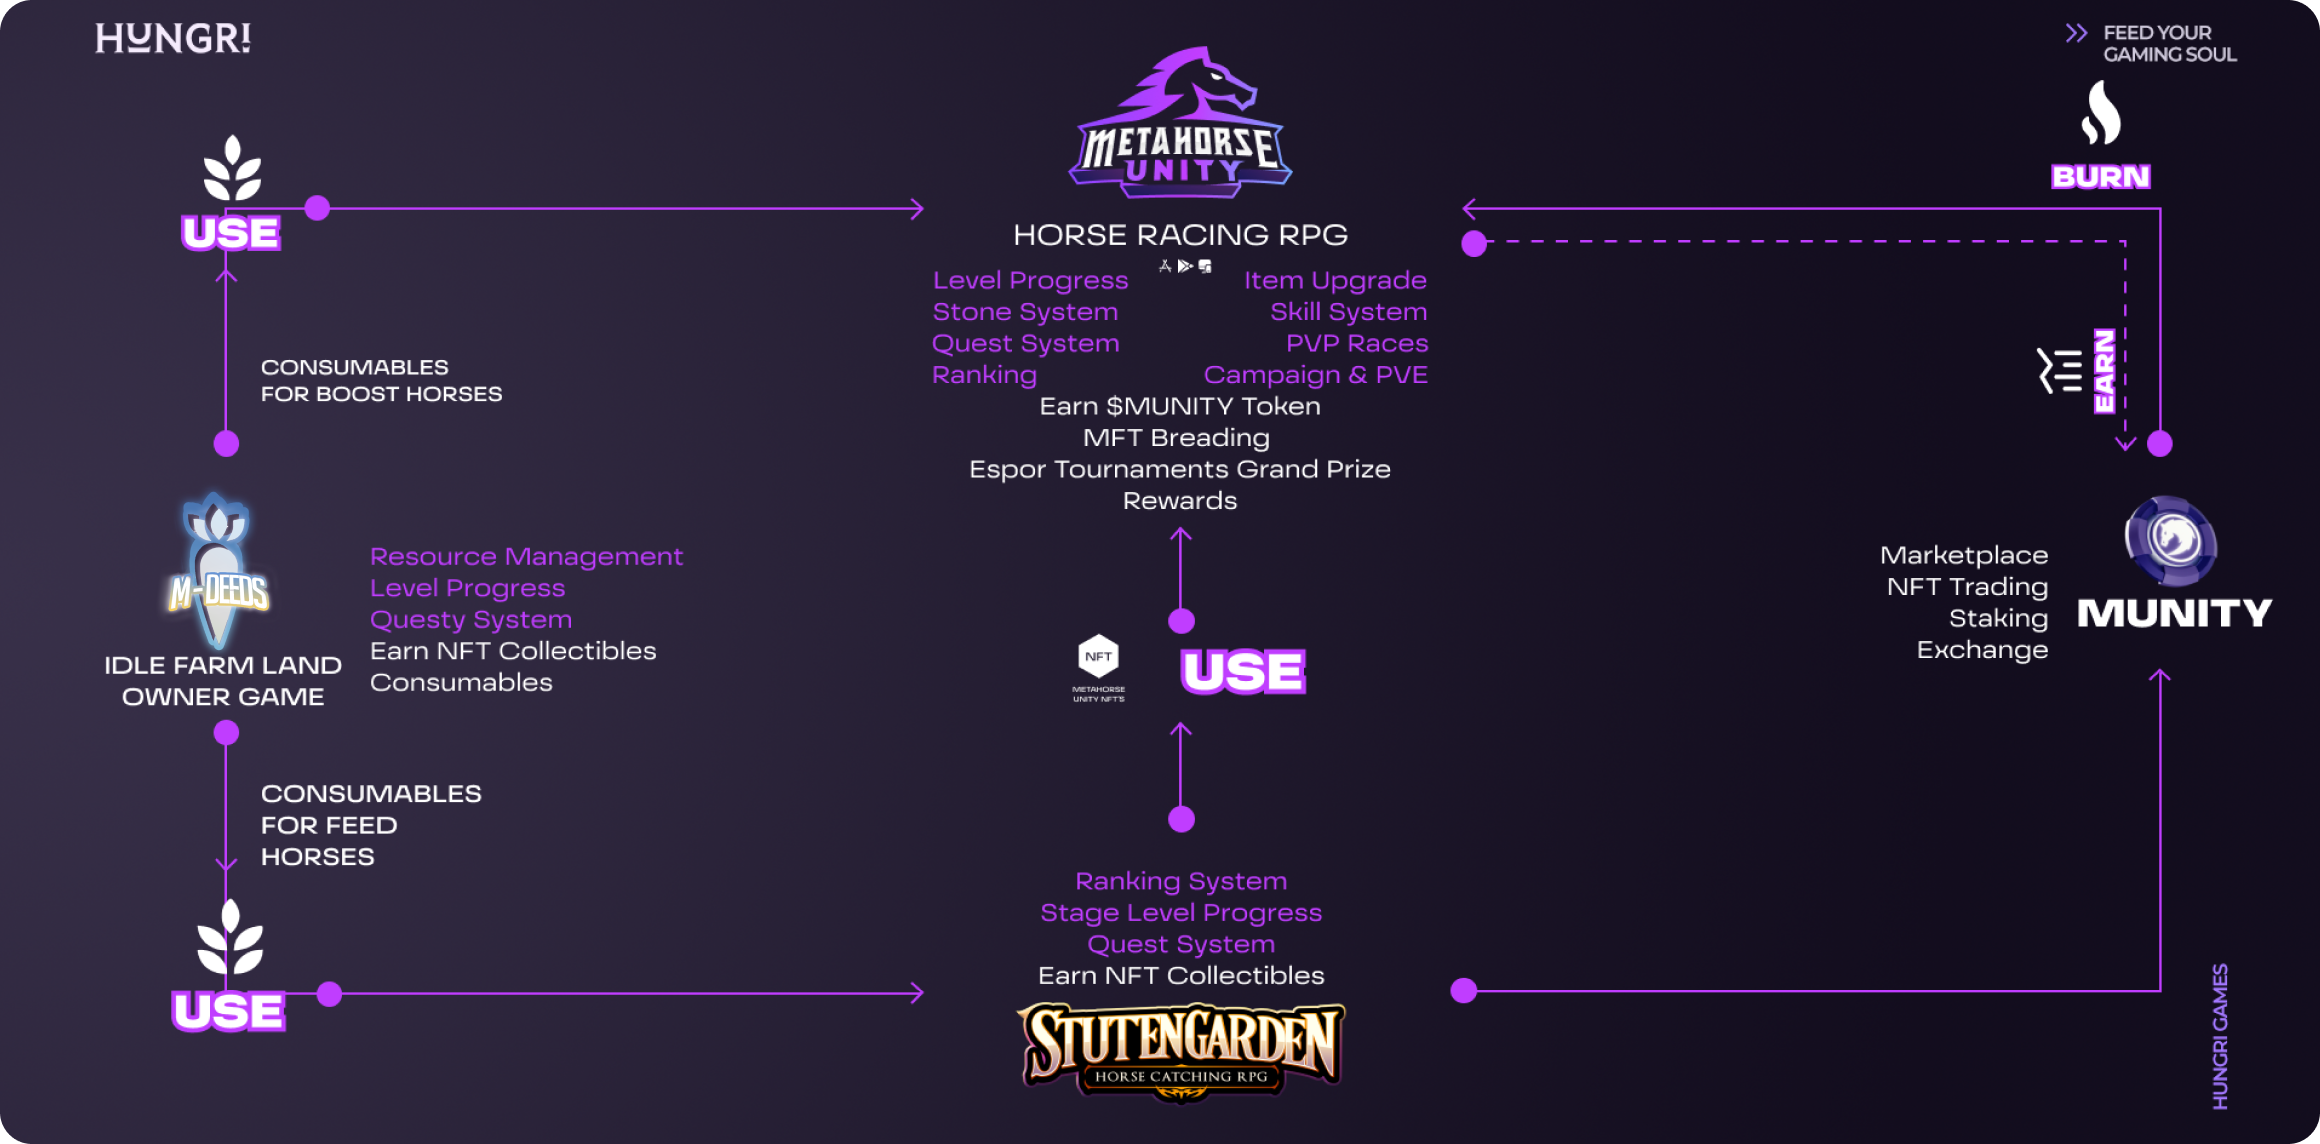 HUNGR!
FEED YOUR
GAMING SOUL
METAHORSE
UNITY
BURN
USE
HORSE RACING RPG
Level Progress
Item Upgrade
Stone System
Skill System
Quest System
PVP Races
Ranking
Campaign & PVE
Earn $MUNITY Token
MFT Breading
Espor Tournaments Grand Prize
Rewards
EARN
CONSUMABLES
FOR BOOST HORSES
M-DEEDS
IDLE FARM LAND
OWNER GAME
Resource Management
Level Progress
Questy System
Earn NFT Collectibles
Consumables
NFT
METAHORSE
UNITY NFT'S
USE
Marketplace
NFT Trading
Staking
Exchange
MUNITY
CONSUMABLES
FOR FEED
HORSES
USE
Ranking System
Stage Level Progress
Quest System
Earn NFT Collectibles
STUTENGARDEN
HORSE CATCHING RPG
HUNGRI GAMES